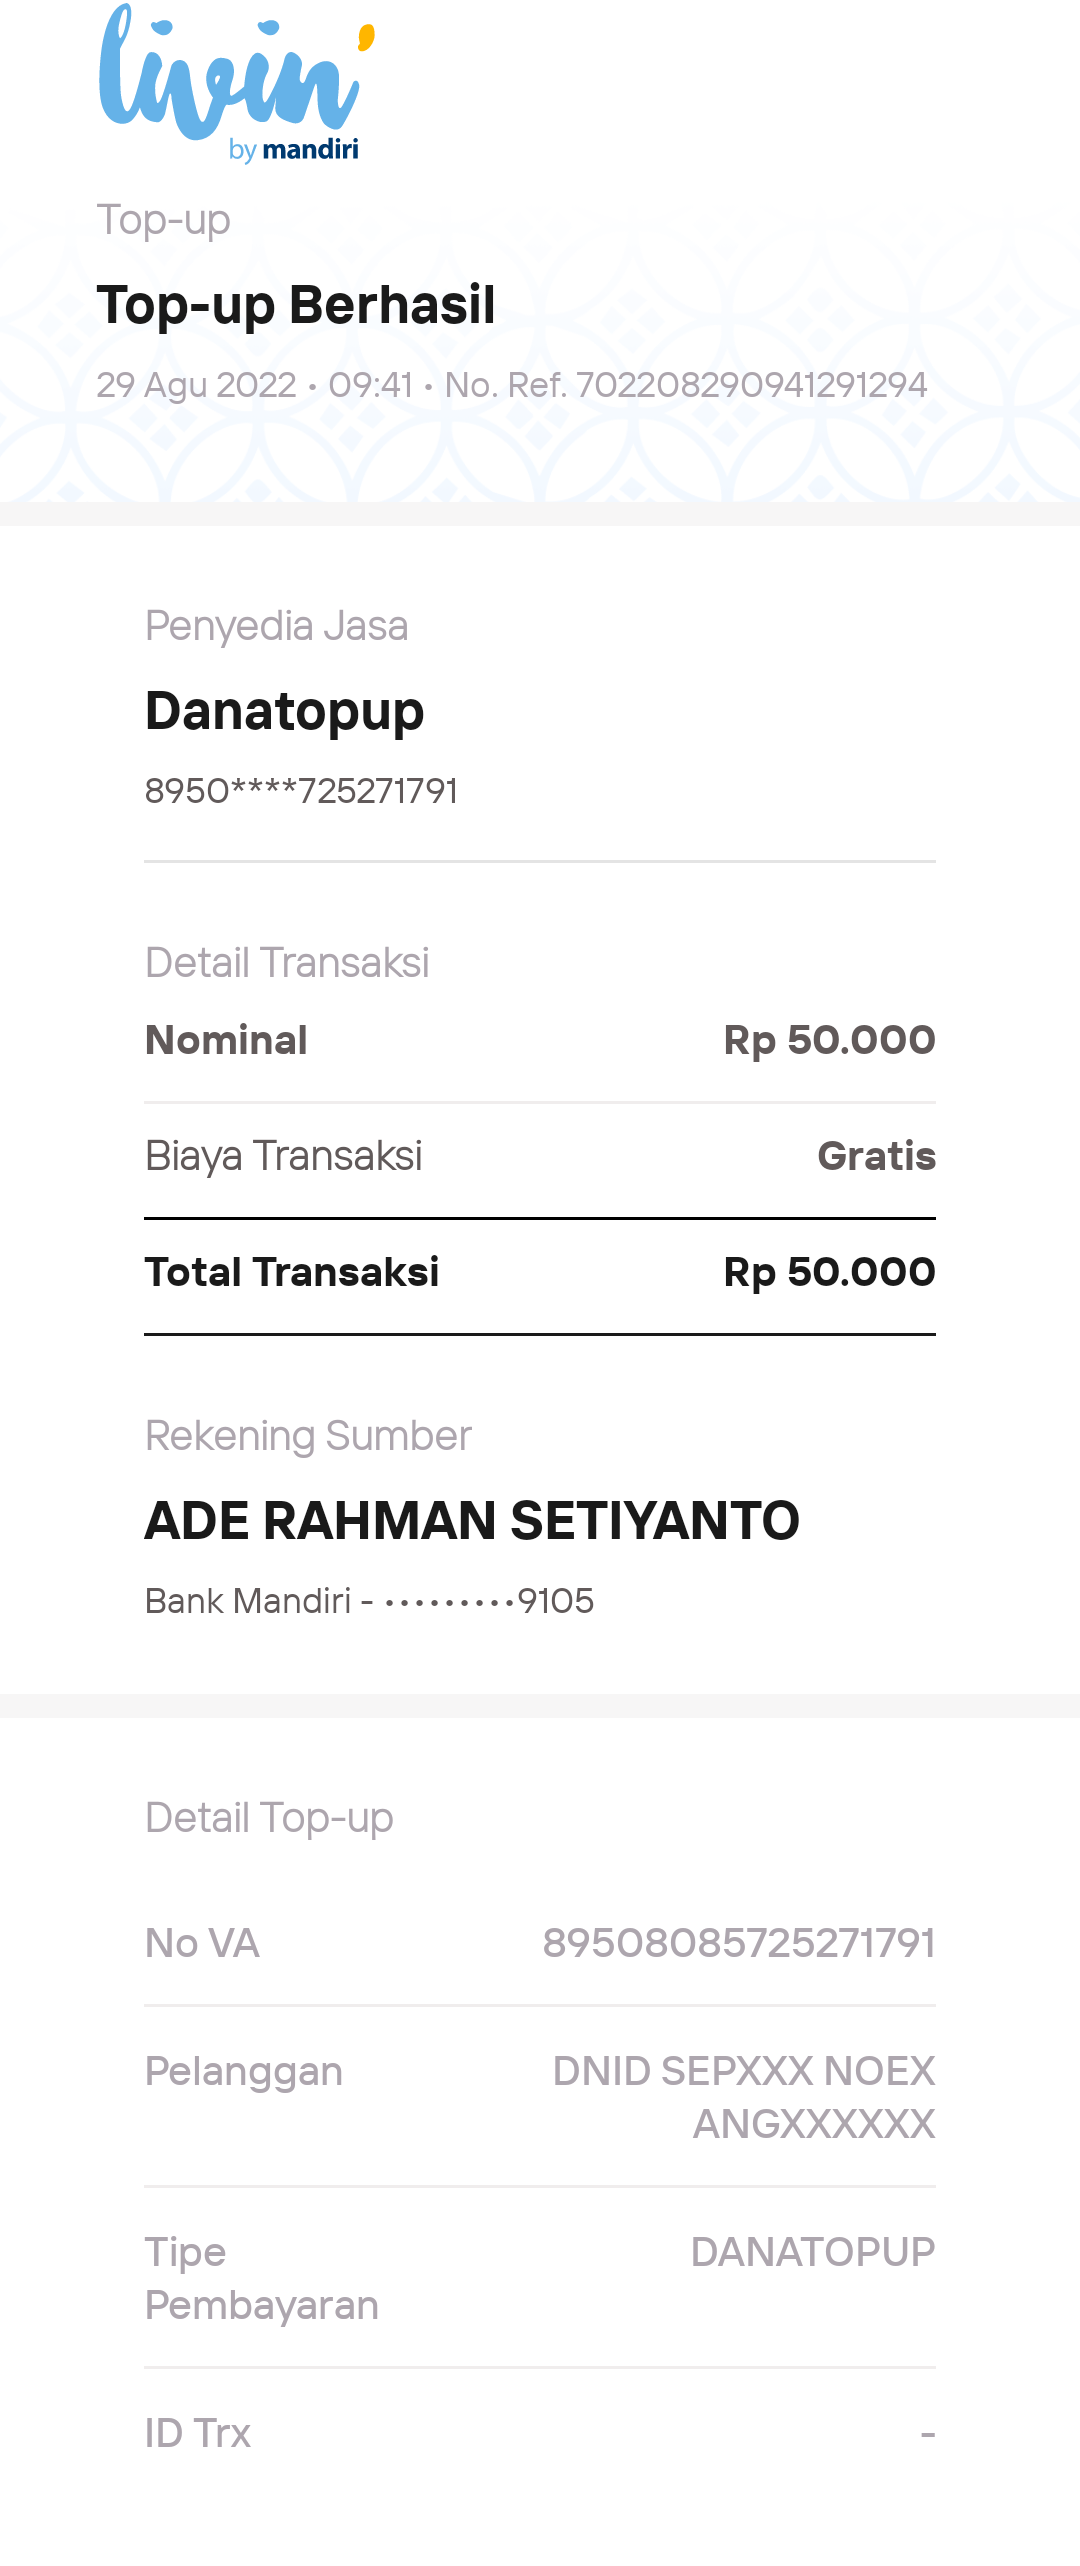 livin'
by mandiri
Top-up
Top-up Berhasil
29 Agu 2022 • 09:41 • No. Ref. 702208290941291294
Penyedia Jasa
Danatopup
8950****725271791
Detail Transaksi
Nominal Rp 50.000
Biaya Transaksi Gratis
Total Transaksi Rp 50.000
Rekening Sumber
ADE RAHMAN SETIYANTO
Bank Mandiri - •••••••••9105
Detail Top-up
No VA 89508085725271791
Pelanggan DNID SEPXXX NOEX
ANGXXXXXX
Tipe DANATOPUP
Pembayaran
ID Trx -